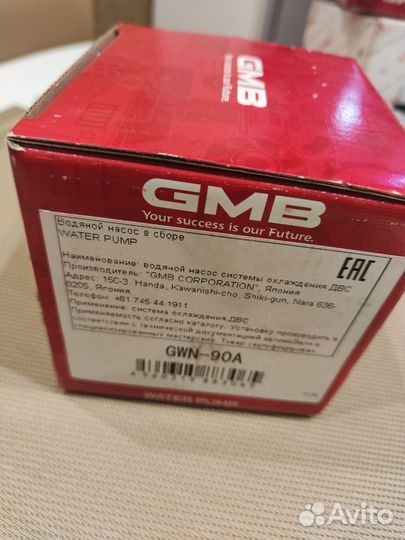 GMB
Your success is
our Future.
GMB
Your success is our Future.
Водяной насос в сборе
WATER PUMP
Наименование: водяной насос системы охлаждения ДВС
Производитель: "GMB CORPORATION", Япония
Адрес: 150-3, Handa, Kawanishi-cho, Shiki-gun, Nara 636-
0205, Япония
Телефон: +81.745.44-1911
Применение: система охлаждения ДВС
Применяемость согласно каталогу. Установку производить в
соответствии с технической документацией автомобиля в
специализированных мастерских. Товар сертифицирован.
EAC
GWN-90A
WATER PUMP
Avito